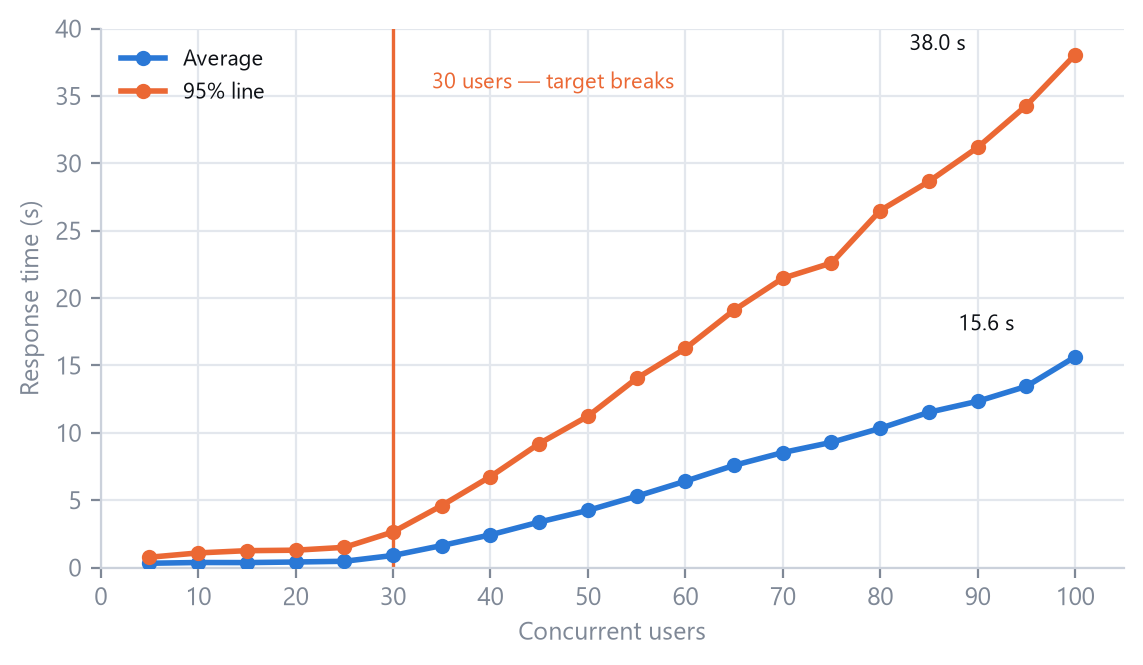 40
38.0 s
Average
30 users — target breaks
95% line
35
30
25
20
15.6 s
15
10
5
0
Response time (s)
0 10 20 30 40 50 60 70 80 90 100
Concurrent users